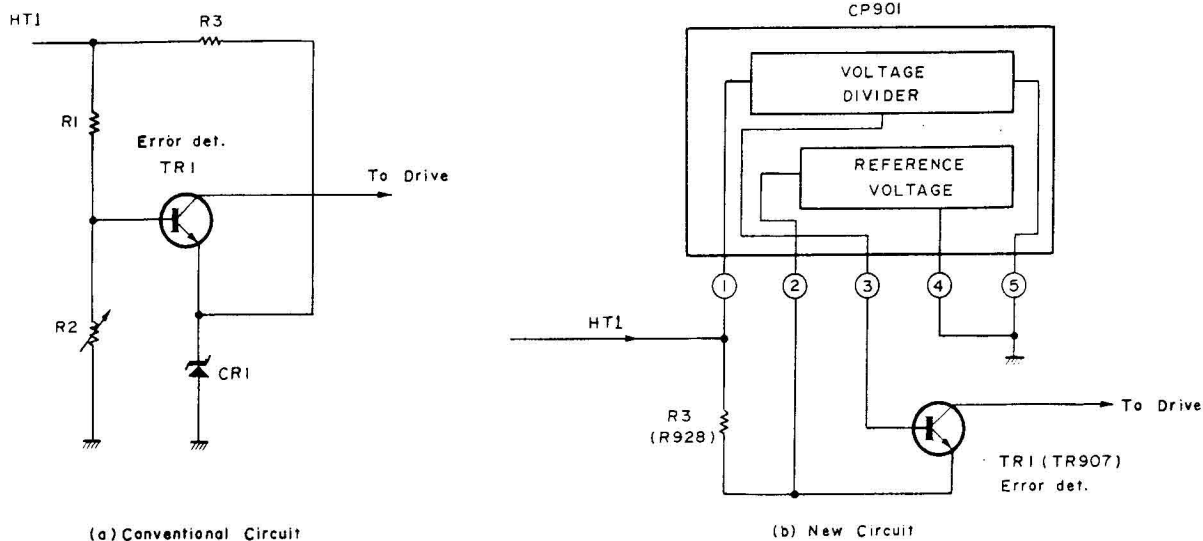 HT1
R3
R1
Error det.
TR1
To Drive
R2
CR1
(a) Conventional Circuit
CP901
VOLTAGE
DIVIDER
REFERENCE
VOLTAGE
1
2
3
4
5
HT1
R3
(R928)
To Drive
TR1 (TR907)
Error det.
(b) New Circuit